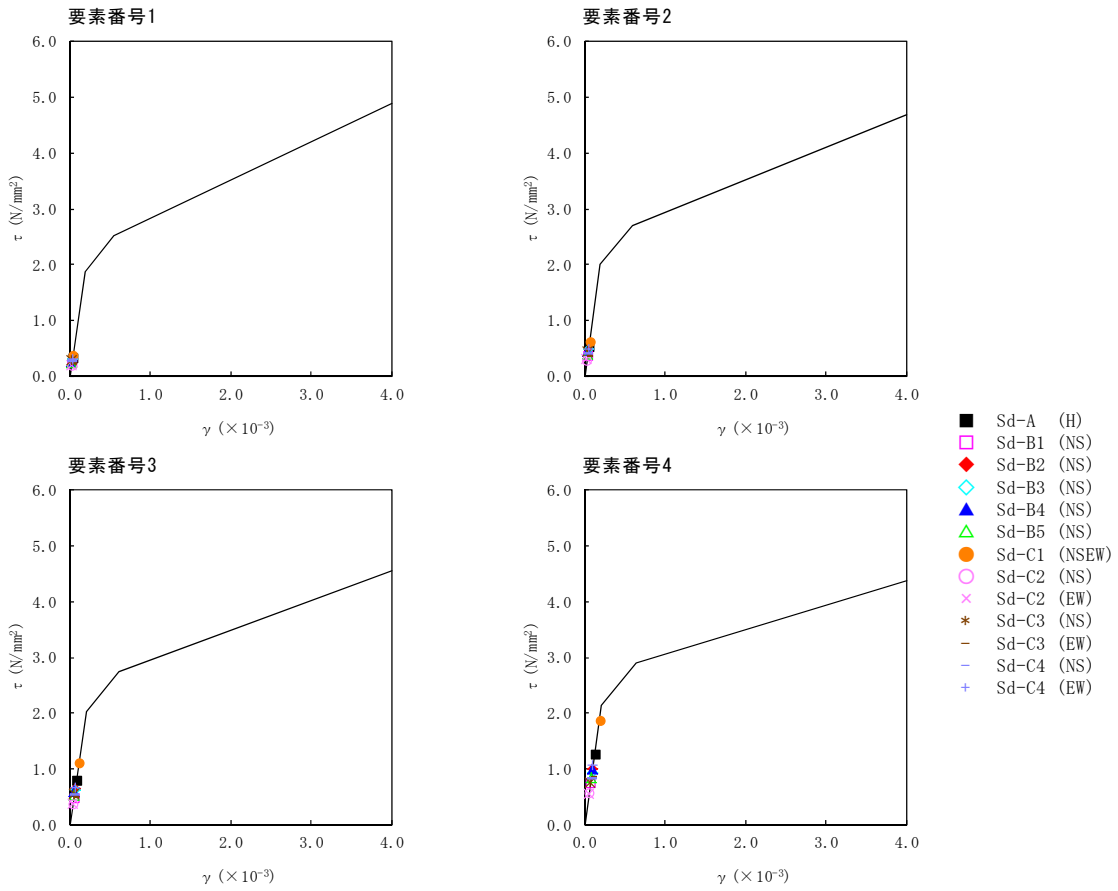 要素番号1
6.0
5.0
4.0
3.0
2.0
1.0
0.0
τ (N/mm²)
0.0 1.0 2.0 3.0 4.0
γ (×10⁻³)
要素番号2
6.0
5.0
4.0
3.0
2.0
1.0
0.0
τ (N/mm²)
0.0 1.0 2.0 3.0 4.0
γ (×10⁻³)
要素番号3
6.0
5.0
4.0
3.0
2.0
1.0
0.0
τ (N/mm²)
0.0 1.0 2.0 3.0 4.0
γ (×10⁻³)
要素番号4
6.0
5.0
4.0
3.0
2.0
1.0
0.0
τ (N/mm²)
0.0 1.0 2.0 3.0 4.0
γ (×10⁻³)
Sd-A (H)
Sd-B1 (NS)
Sd-B2 (NS)
Sd-B3 (NS)
Sd-B4 (NS)
Sd-B5 (NS)
Sd-C1 (NSEW)
Sd-C2 (NS)
Sd-C2 (EW)
Sd-C3 (NS)
Sd-C3 (EW)
Sd-C4 (NS)
Sd-C4 (EW)